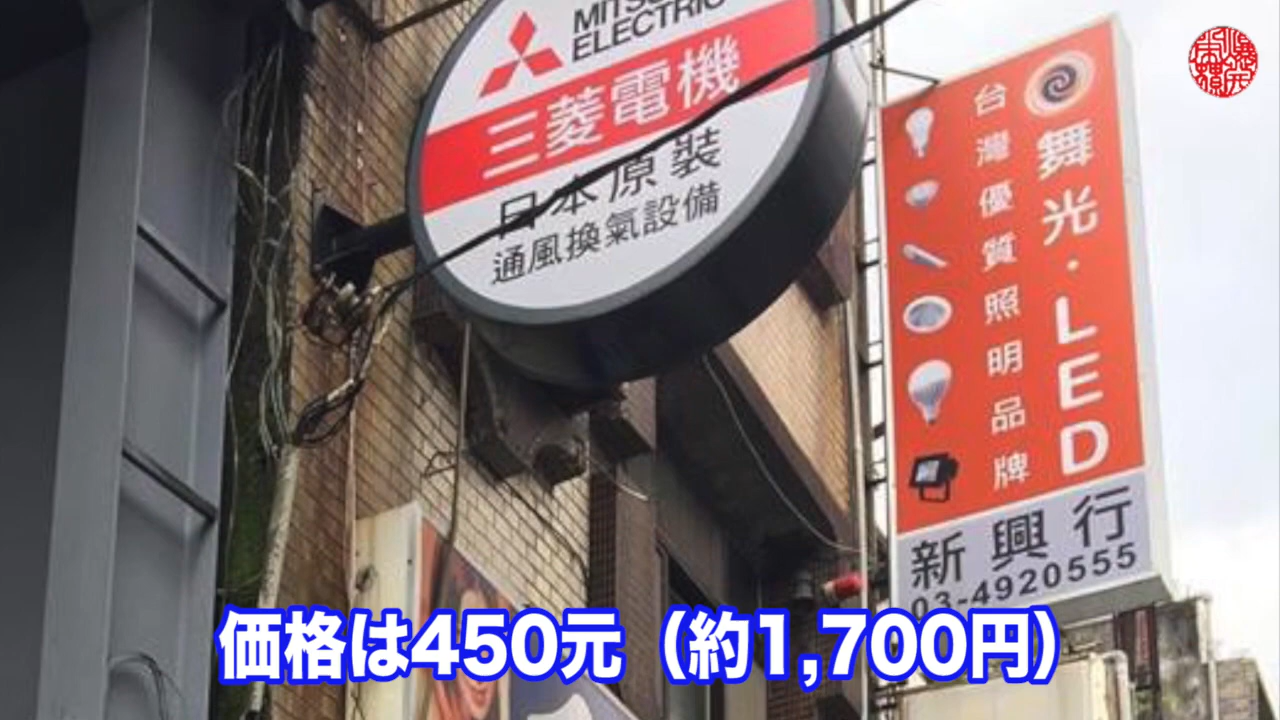 MITSUBISHI
ELECTRIC
三菱電機
日本原裝
通風換氣設備
舞光·LED
台灣優質照明品牌
新興行
03-4920555
価格は450元（約1,700円）